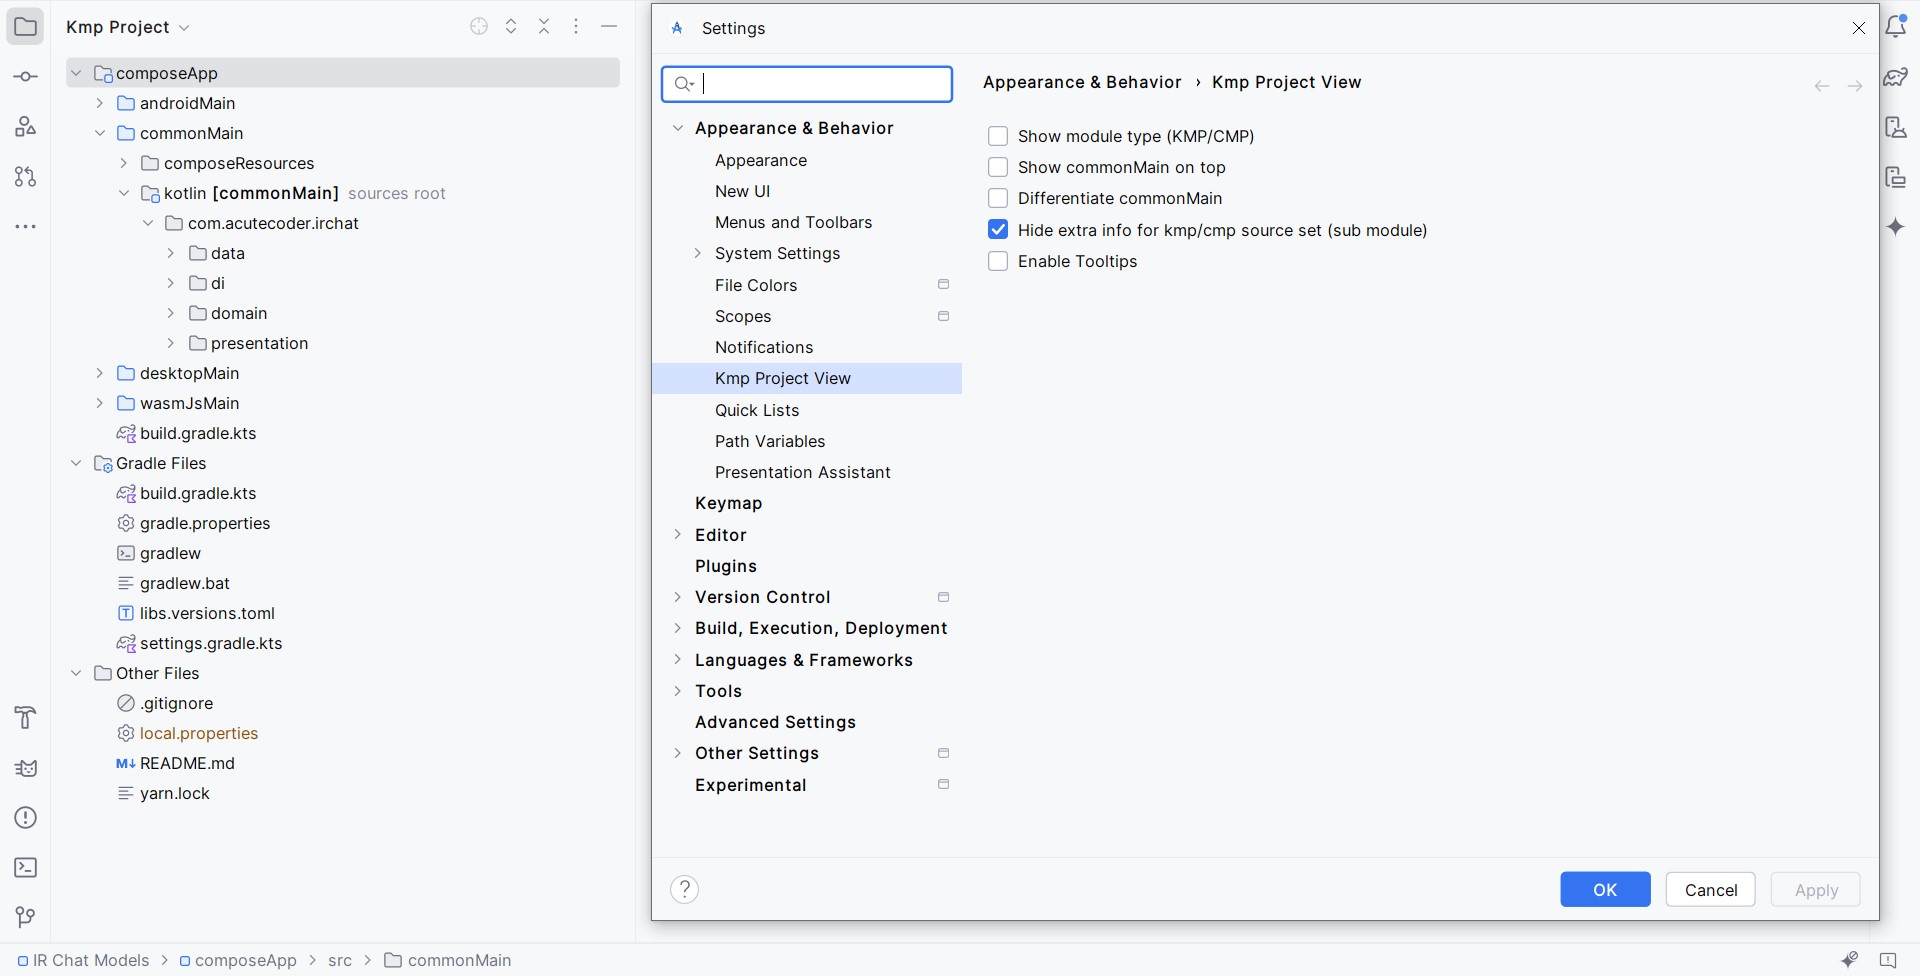 Kmp Project
composeApp
androidMain
commonMain
composeResources
kotlin [commonMain] sources root
com.acutecoder.irchat
data
di
domain
presentation
desktopMain
wasmJsMain
build.gradle.kts
Gradle Files
build.gradle.kts
gradle.properties
gradlew
gradlew.bat
libs.versions.toml
settings.gradle.kts
Other Files
.gitignore
local.properties
README.md
yarn.lock
Settings
Appearance & Behavior
Appearance
New UI
Menus and Toolbars
System Settings
File Colors
Scopes
Notifications
Kmp Project View
Quick Lists
Path Variables
Presentation Assistant
Keymap
Editor
Plugins
Version Control
Build, Execution, Deployment
Languages & Frameworks
Tools
Advanced Settings
Other Settings
Experimental
Appearance & Behavior › Kmp Project View
Show module type (KMP/CMP)
Show commonMain on top
Differentiate commonMain
Hide extra info for kmp/cmp source set (sub module)
Enable Tooltips
?
OK Cancel Apply
IR Chat Models > composeApp > src > commonMain